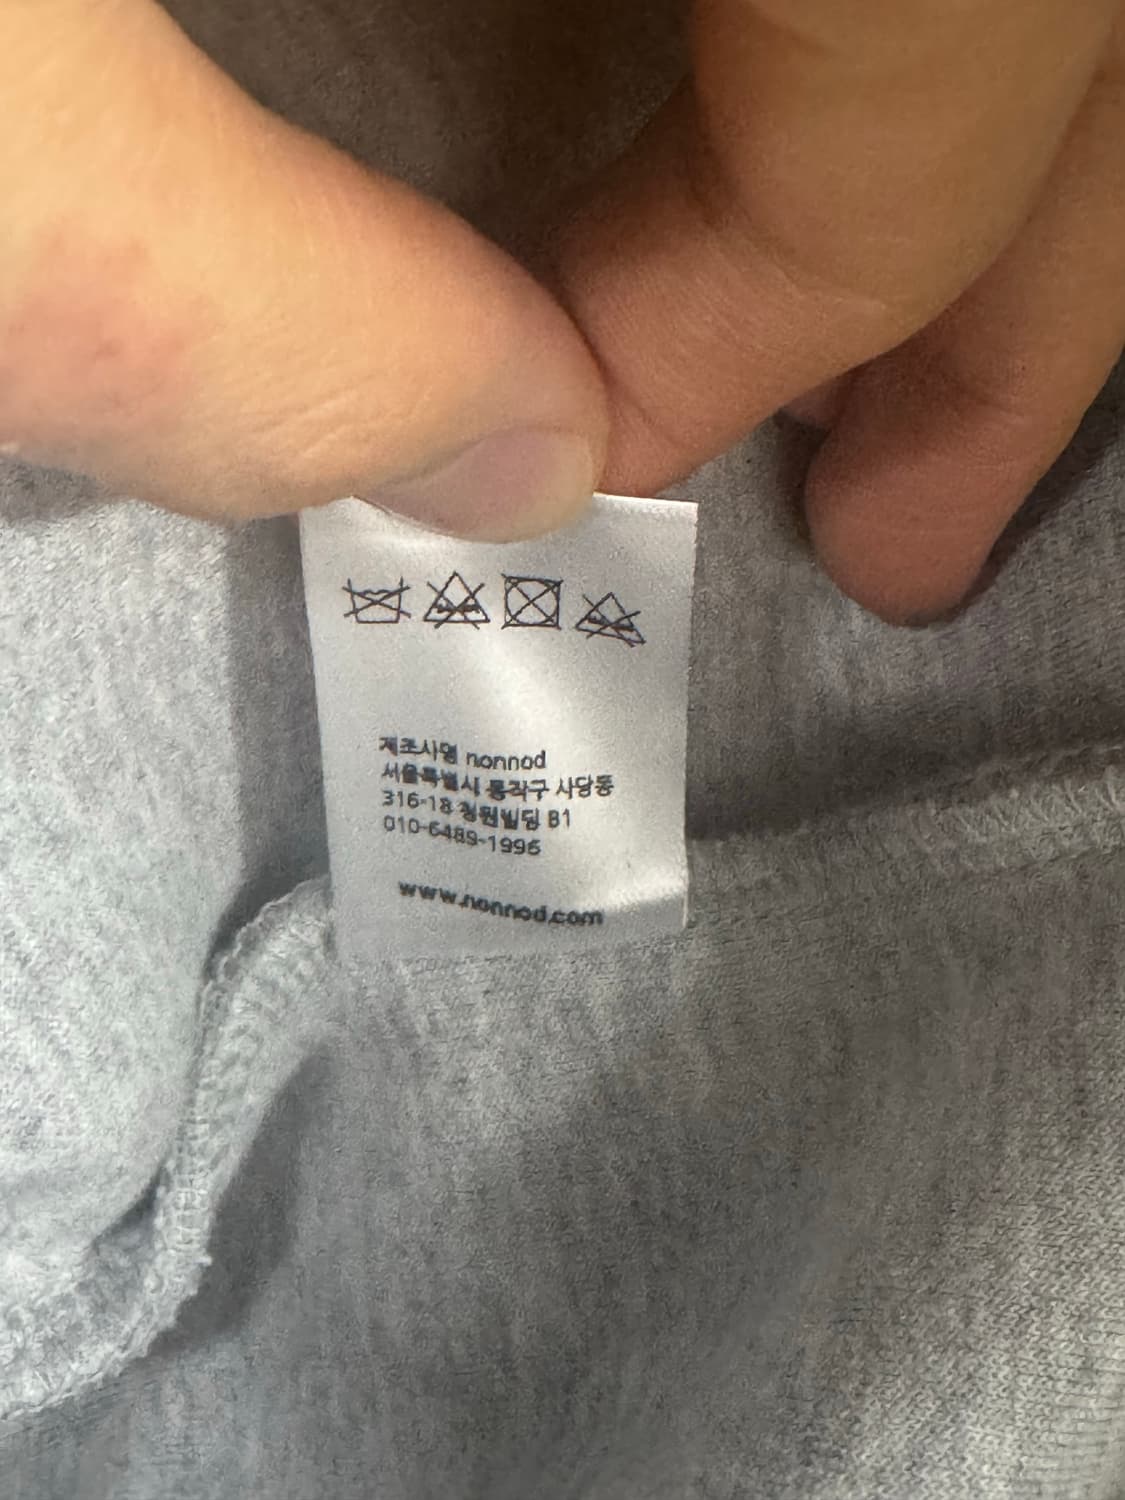 제조사명 nonnod
서울특별시 동작구 사당동
316-18 청원빌딩 B1
010-6489-1996
www.nonnod.com